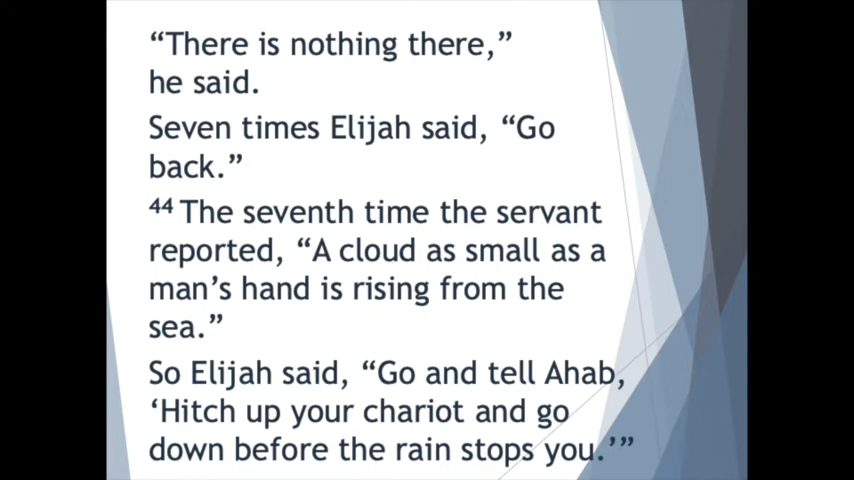 “There is nothing there,”
he said.
Seven times Elijah said, “Go
back.”
44 The seventh time the servant
reported, “A cloud as small as a
man’s hand is rising from the
sea.”
So Elijah said, “Go and tell Ahab,
‘Hitch up your chariot and go
down before the rain stops you.’”